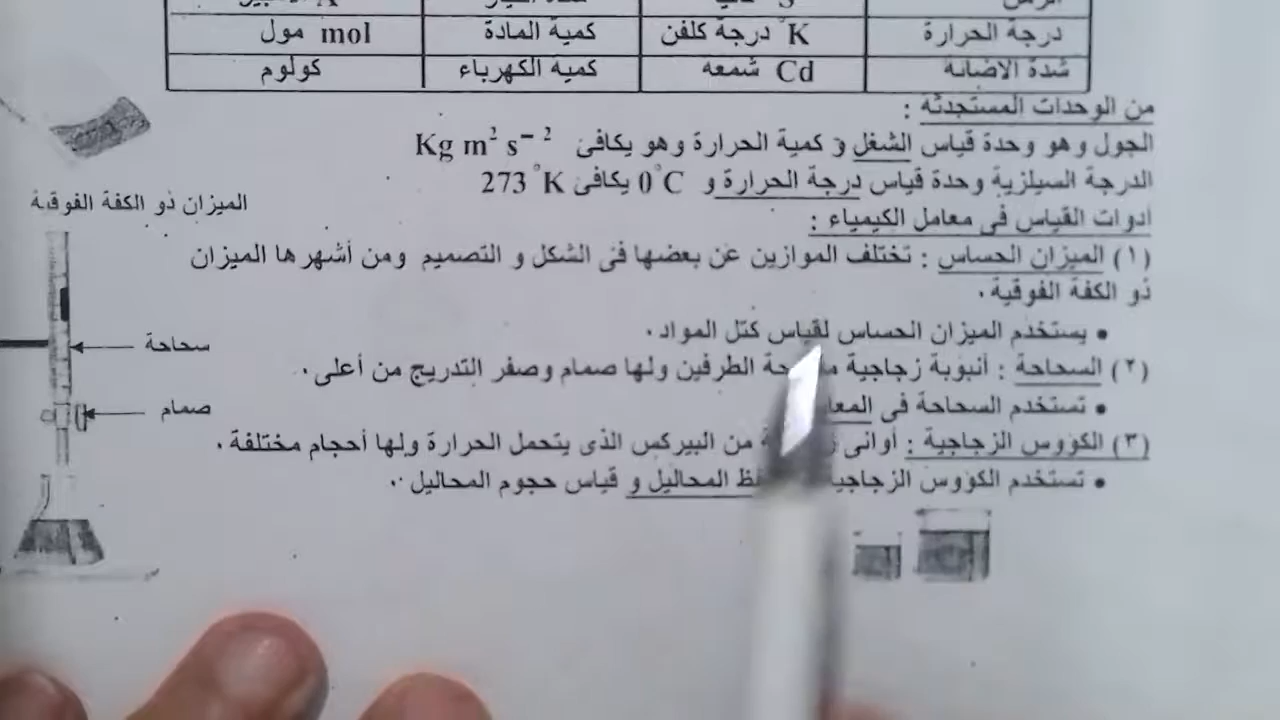 درجة الحرارة K° درجة كلفن كمية المادة mol مول
شدة الاضائه Cd شمعه كمية الكهرباء كولوم
من الوحدات المستجدثة :
الجول وهو وحدة قياس الشغل و كمية الحرارة وهو يكافئ Kg m² s⁻²
الدرجة السيلزية وحدة قياس درجة الحرارة و 0°C يكافئ 273 °K
أدوات القياس فى معامل الكيمياء :
(١) الميزان الحساس : تختلف الموازين عن بعضها فى الشكل و التصميم ومن أشهرها الميزان
ذو الكفة الفوقية .
• يستخدم الميزان الحساس لقياس كتل المواد .
(٢) السحاحة : أنبوبة زجاجية الطرفين ولها صمام وصفر التدريج من أعلى .
• تستخدم السحاحة فى
(٣) الكؤوس الزجاجية : أوانى من البيركس الذى يتحمل الحرارة ولها أحجام مختلفة .
• تستخدم الكؤوس الزجاجية المحاليل و قياس حجوم المحاليل .
الميزان ذو الكفة الفوقية
سحاحة
صمام